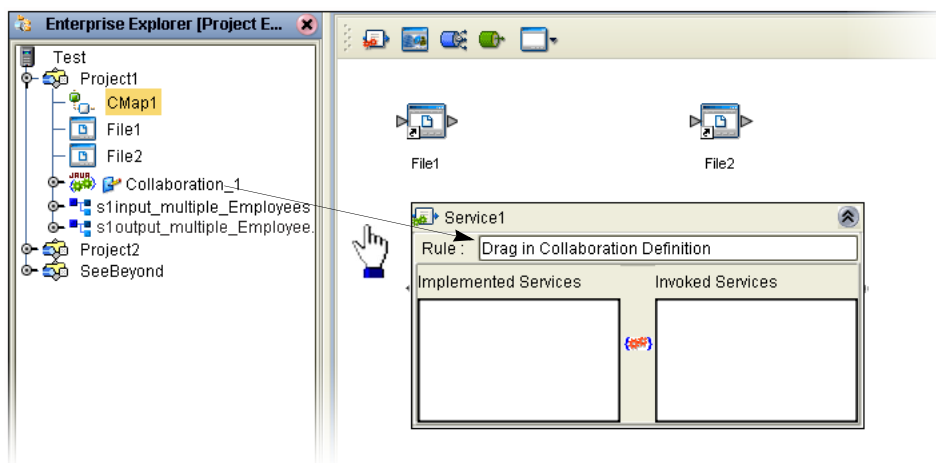 Enterprise Explorer [Project E...
Test
Project1
CMap1
File1
File2
JAVA
Collaboration_1
s1input_multiple_Employees
s1output_multiple_Employee.
Project2
SeeBeyond
File1
File2
Service1
Rule :
Drag in Collaboration Definition
Implemented Services
Invoked Services